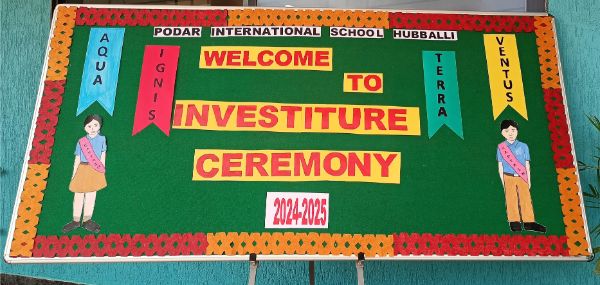 PODAR INTERNATIONAL SCHOOL HUBBALLI
AQUA
IGNIS
WELCOME
TO
INVESTITURE
CEREMONY
2024-2025
TERRA
VENTUS